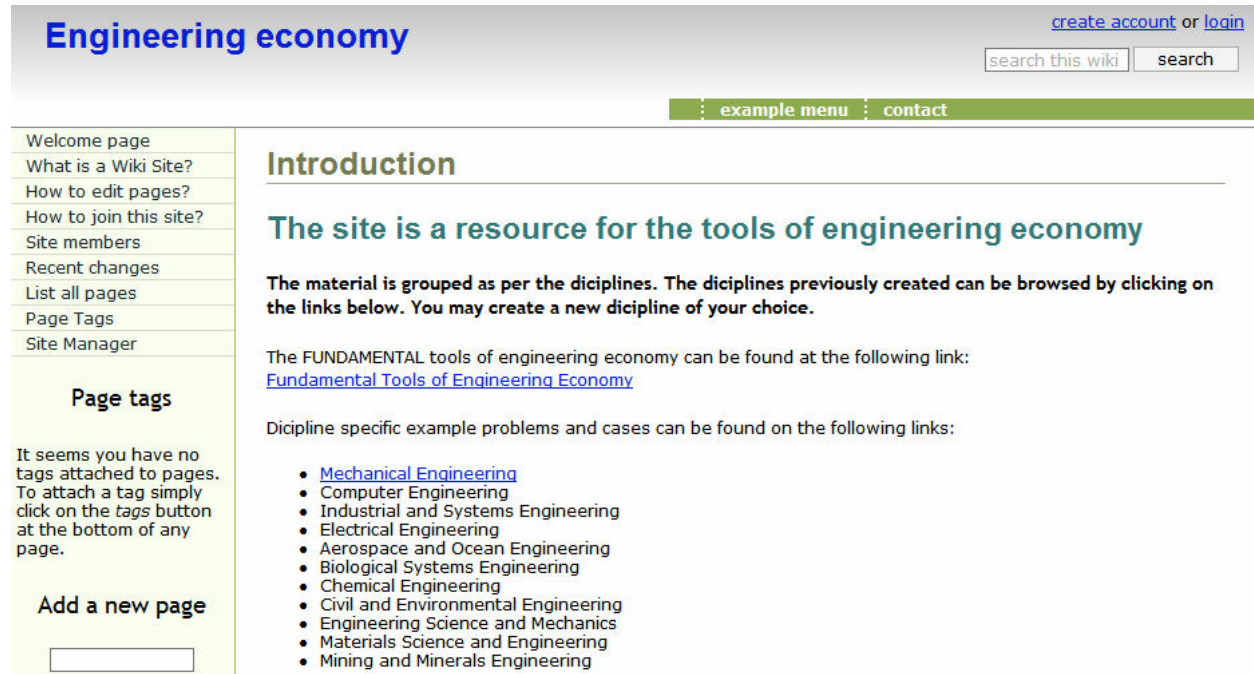 Engineering economy
create account or login
search this wiki
search
example menu
contact
Welcome page
What is a Wiki Site?
How to edit pages?
How to join this site?
Site members
Recent changes
List all pages
Page Tags
Site Manager
Page tags
It seems you have no
tags attached to pages.
To attach a tag simply
click on the tags button
at the bottom of any
page.
Add a new page
Introduction
The site is a resource for the tools of engineering economy
The material is grouped as per the diciplines. The diciplines previously created can be browsed by clicking on
the links below. You may create a new dicipline of your choice.
The FUNDAMENTAL tools of engineering economy can be found at the following link:
Fundamental Tools of Engineering Economy
Dicipline specific example problems and cases can be found on the following links:
• Mechanical Engineering
• Computer Engineering
• Industrial and Systems Engineering
• Electrical Engineering
• Aerospace and Ocean Engineering
• Biological Systems Engineering
• Chemical Engineering
• Civil and Environmental Engineering
• Engineering Science and Mechanics
• Materials Science and Engineering
• Mining and Minerals Engineering